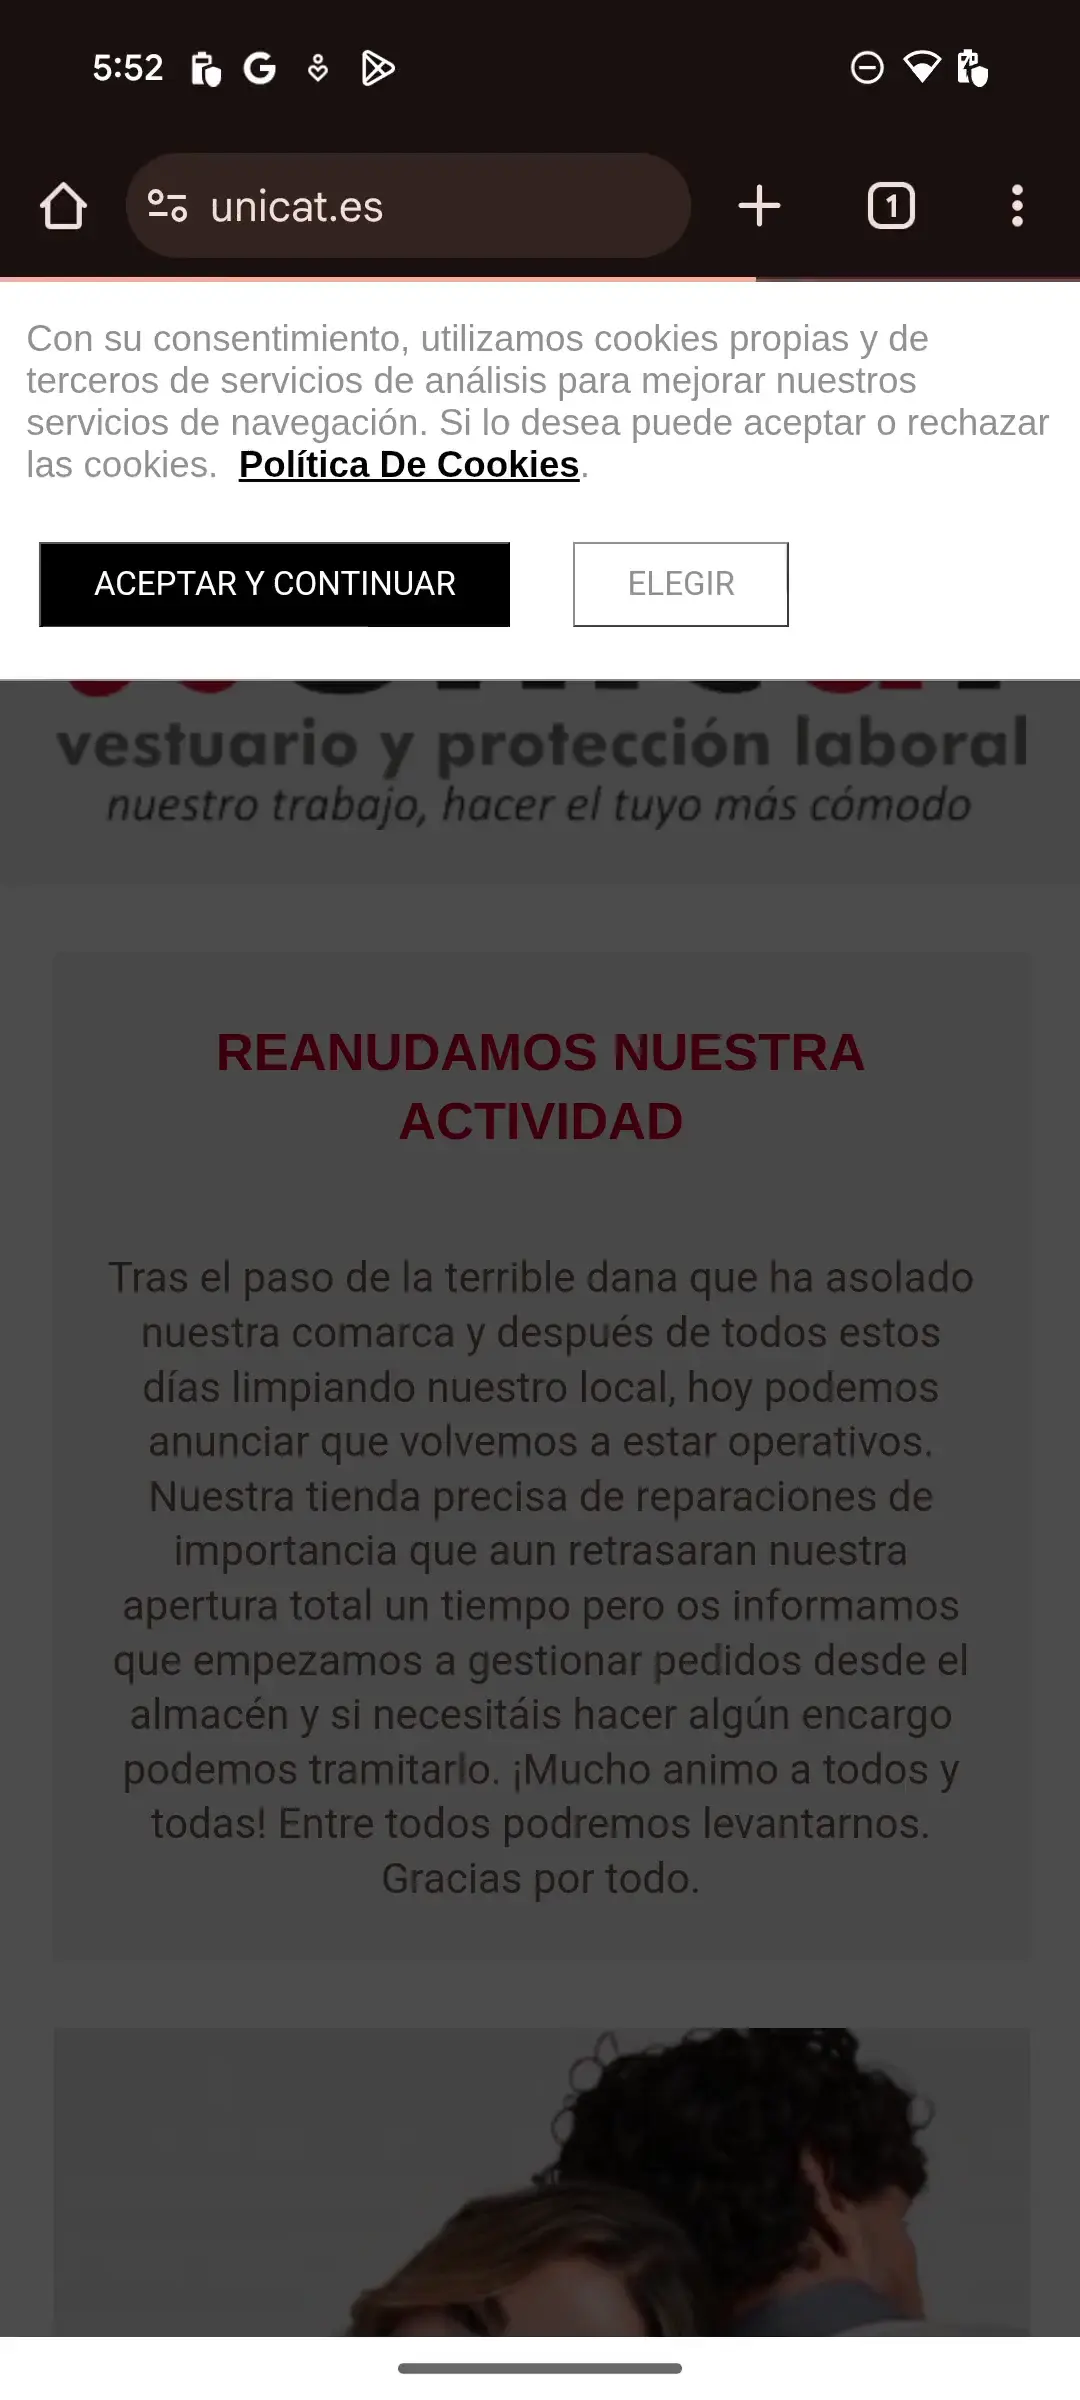 5:52
unicat.es
1
Con su consentimiento, utilizamos cookies propias y de
terceros de servicios de análisis para mejorar nuestros
servicios de navegación. Si lo desea puede aceptar o rechazar
las cookies. Política De Cookies.
ACEPTAR Y CONTINUAR
ELEGIR
vestuario y protección laboral
nuestro trabajo, hacer el tuyo más cómodo
REANUDAMOS NUESTRA
ACTIVIDAD
Tras el paso de la terrible dana que ha asolado
nuestra comarca y después de todos estos
días limpiando nuestro local, hoy podemos
anunciar que volvemos a estar operativos.
Nuestra tienda precisa de reparaciones de
importancia que aun retrasaran nuestra
apertura total un tiempo pero os informamos
que empezamos a gestionar pedidos desde el
almacén y si necesitáis hacer algún encargo
podemos tramitarlo. ¡Mucho animo a todos y
todas! Entre todos podremos levantarnos.
Gracias por todo.